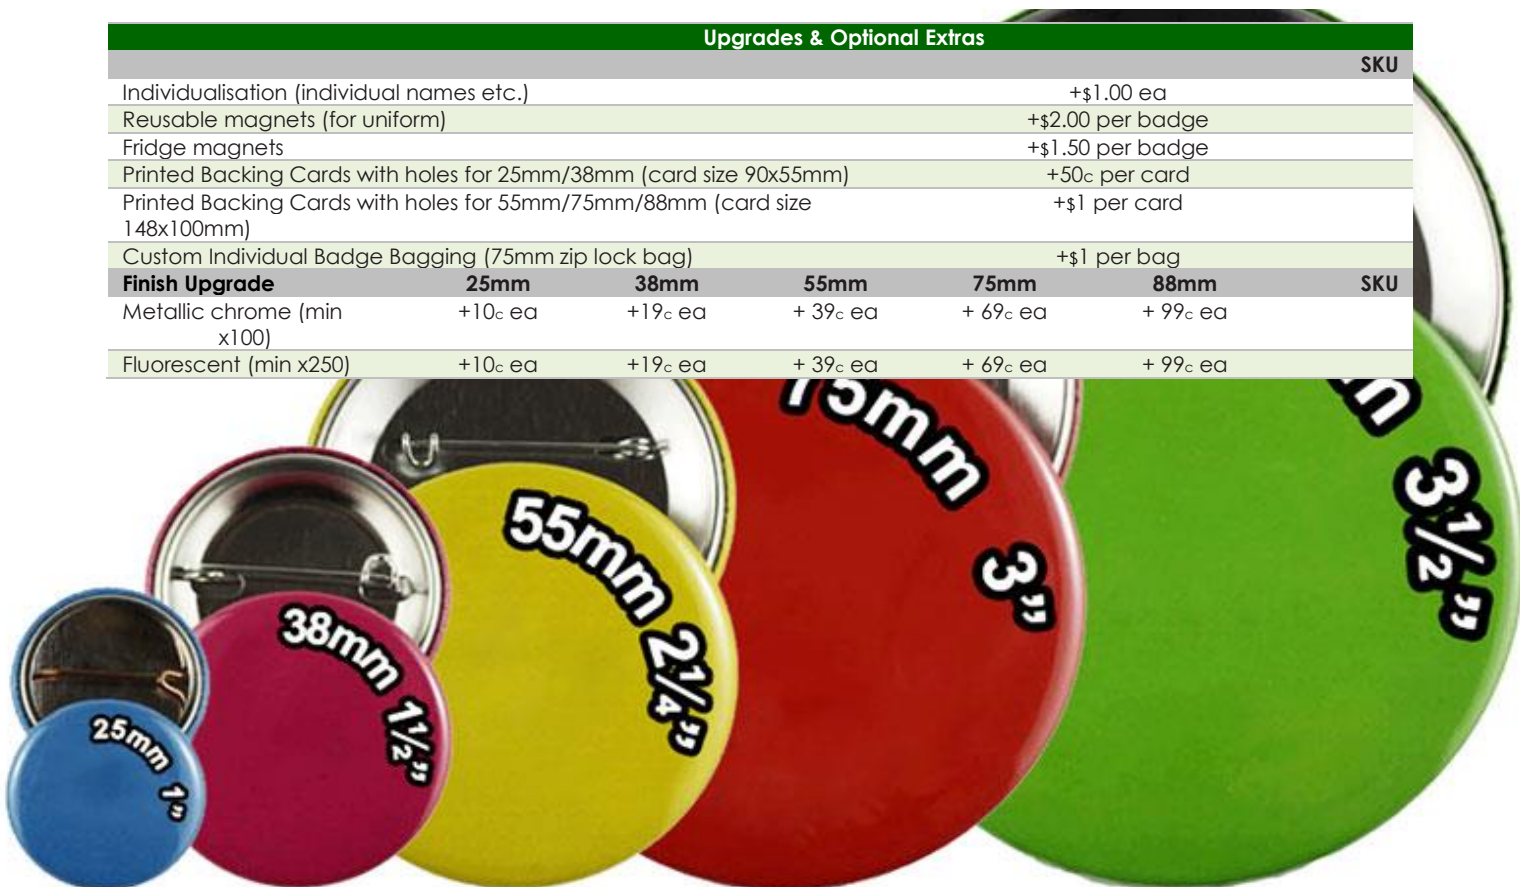 Upgrades & Optional Extras
SKU
Individualisation (individual names etc.) +$1.00 ea
Reusable magnets (for uniform) +$2.00 per badge
Fridge magnets +$1.50 per badge
Printed Backing Cards with holes for 25mm/38mm (card size 90x55mm) +50c per card
Printed Backing Cards with holes for 55mm/75mm/88mm (card size +$1 per card
148x100mm)
Custom Individual Badge Bagging (75mm zip lock bag) +$1 per bag
Finish Upgrade 25mm 38mm 55mm 75mm 88mm SKU
Metallic chrome (min +10c ea +19c ea + 39c ea + 69c ea + 99c ea
x100)
Fluorescent (min x250) +10c ea +19c ea + 39c ea + 69c ea + 99c ea
25mm 1”
38mm 1½”
55mm 2¼”
75mm 3”
3½”